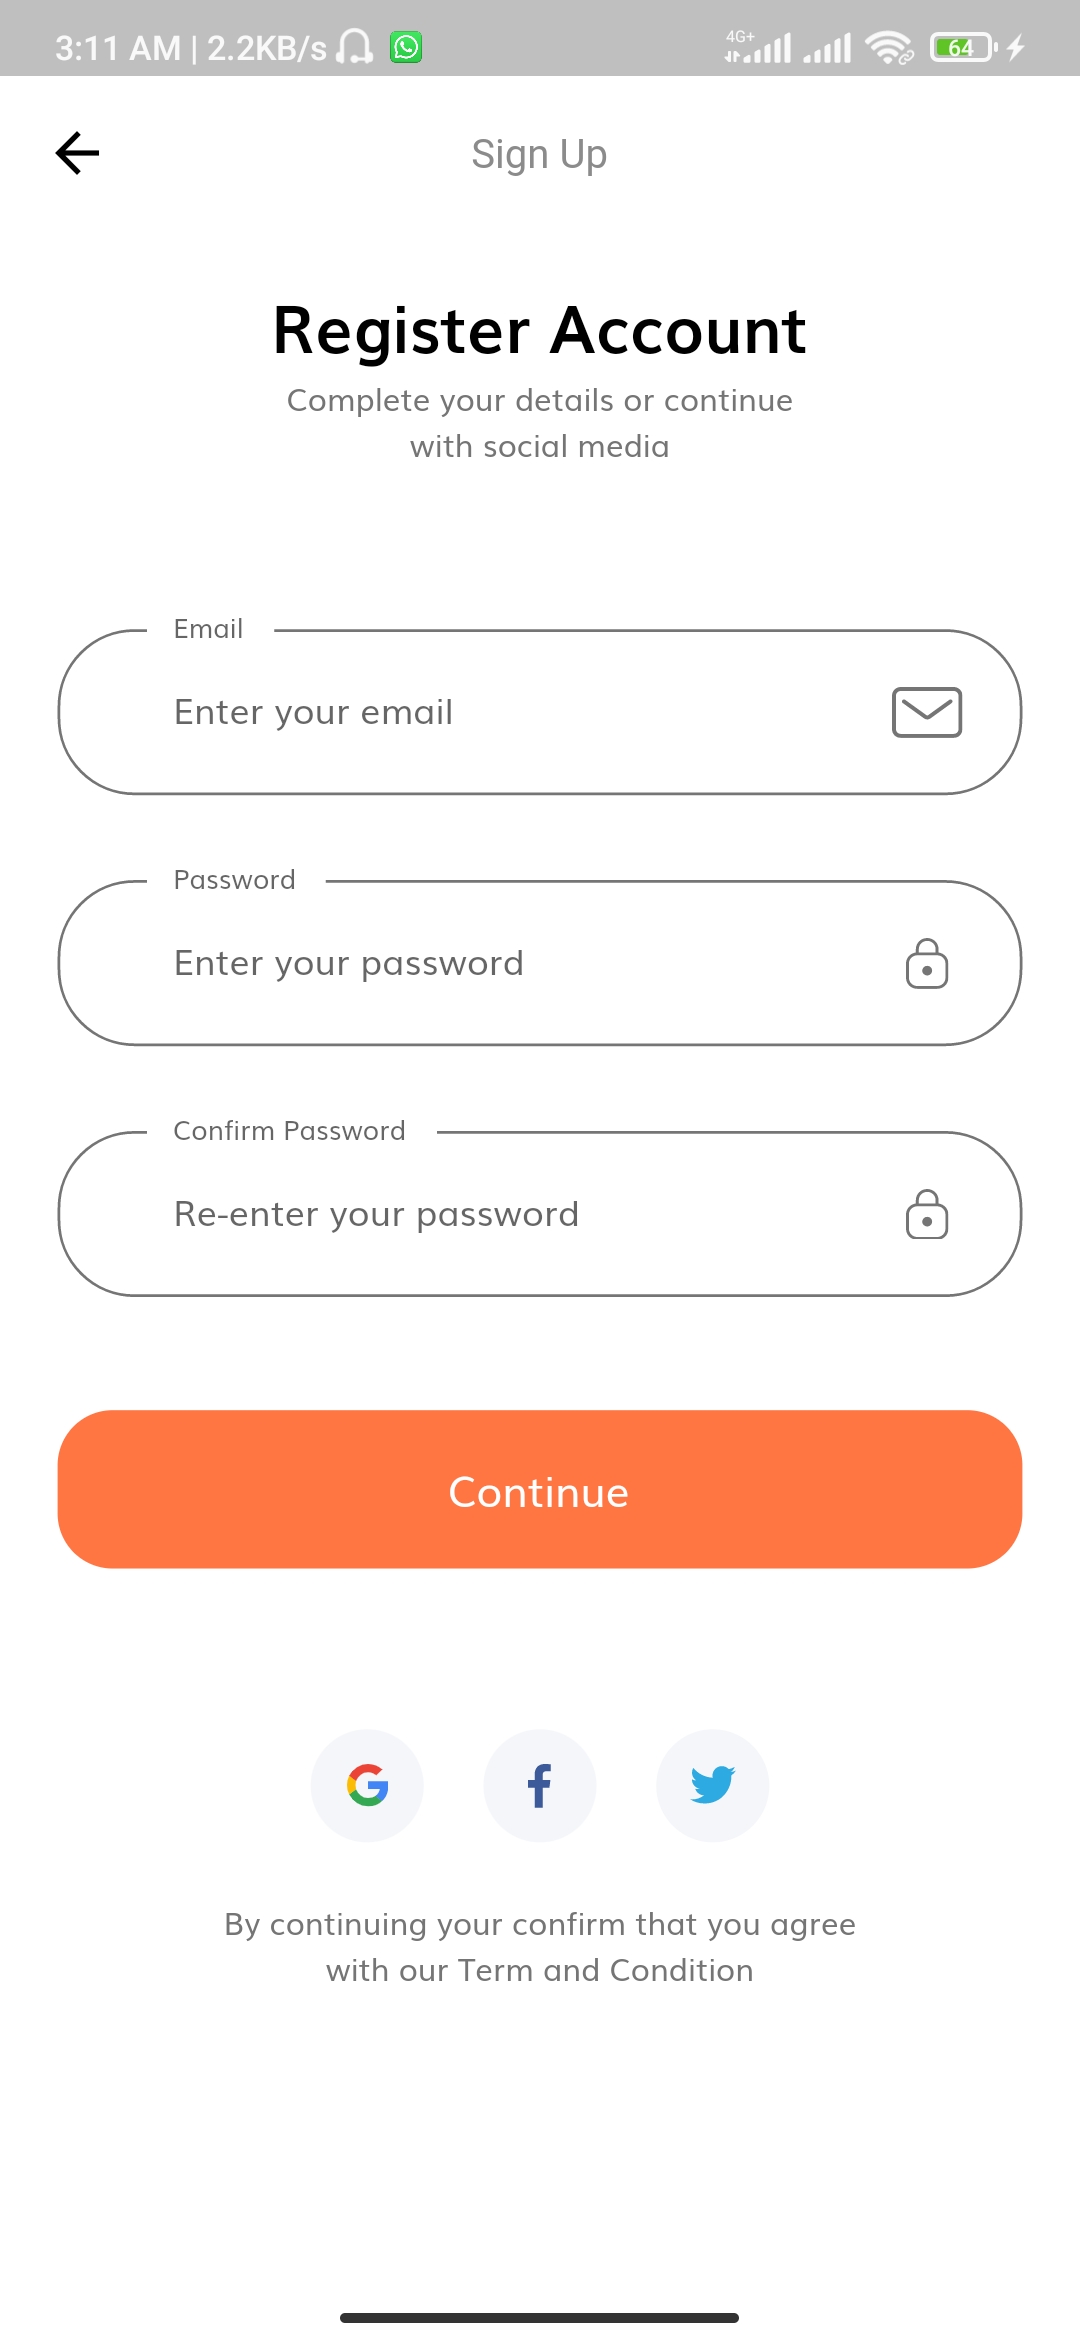 3:11 AM | 2.2KB/s 4G+ 64
Sign Up
Register Account
Complete your details or continue
with social media
Email
Enter your email
Password
Enter your password
Confirm Password
Re-enter your password
Continue
By continuing your confirm that you agree
with our Term and Condition